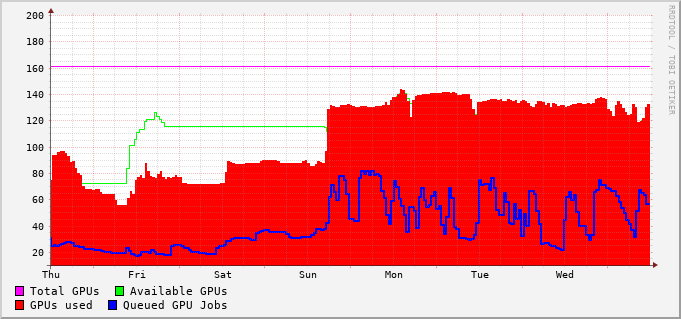 200
180
160
140
120
100
80
60
40
20
Thu Fri Sat Sun Mon Tue Wed
Total GPUs Available GPUs
GPUs used Queued GPU Jobs
RRDTOOL / TOBI OETIKER